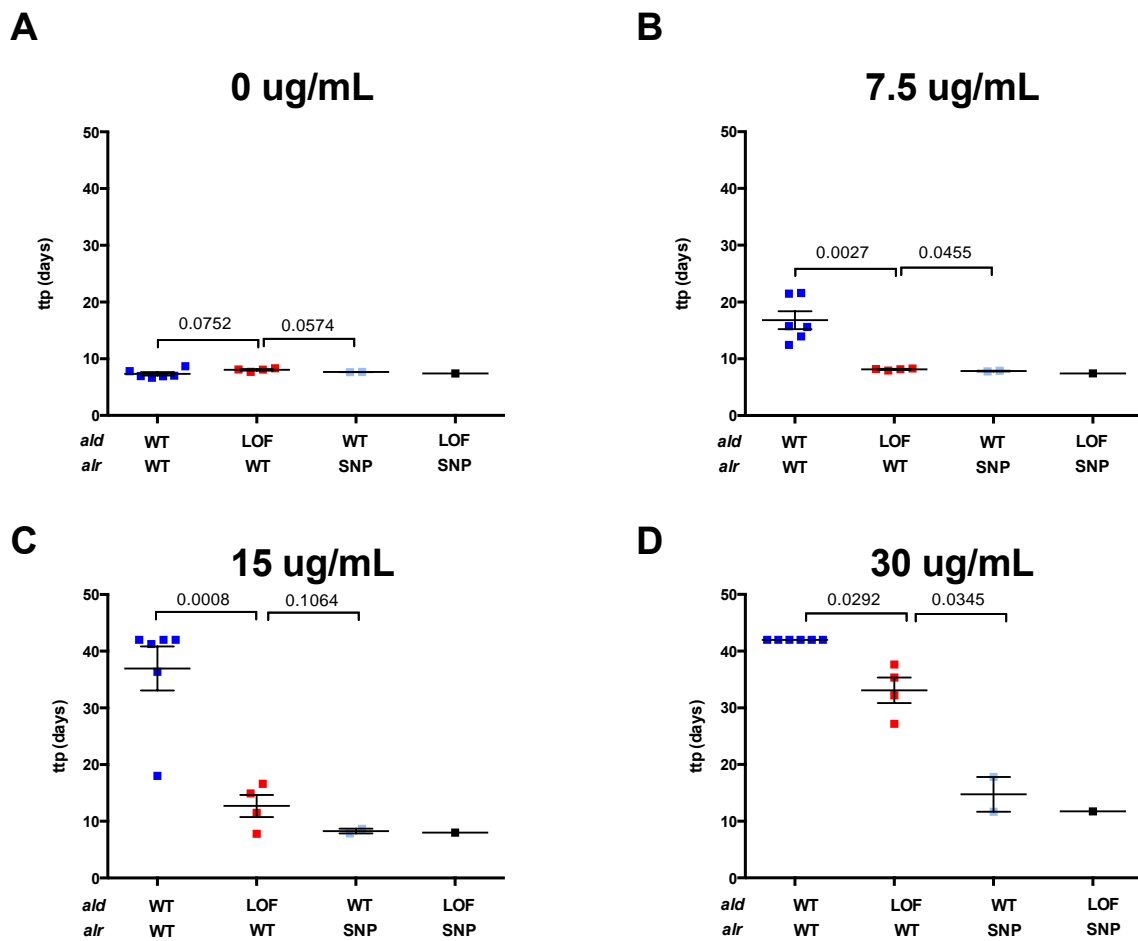 A
0 ug/mL
50
40
30
20
10
0
ttp (days)
0.0752
0.0574
ald WT LOF WT LOF
alr WT WT SNP SNP
B
7.5 ug/mL
50
40
30
20
10
0
ttp (days)
0.0027
0.0455
ald WT LOF WT LOF
alr WT WT SNP SNP
C
15 ug/mL
50
40
30
20
10
0
ttp (days)
0.0008
0.1064
ald WT LOF WT LOF
alr WT WT SNP SNP
D
30 ug/mL
50
40
30
20
10
0
ttp (days)
0.0292
0.0345
ald WT LOF WT LOF
alr WT WT SNP SNP